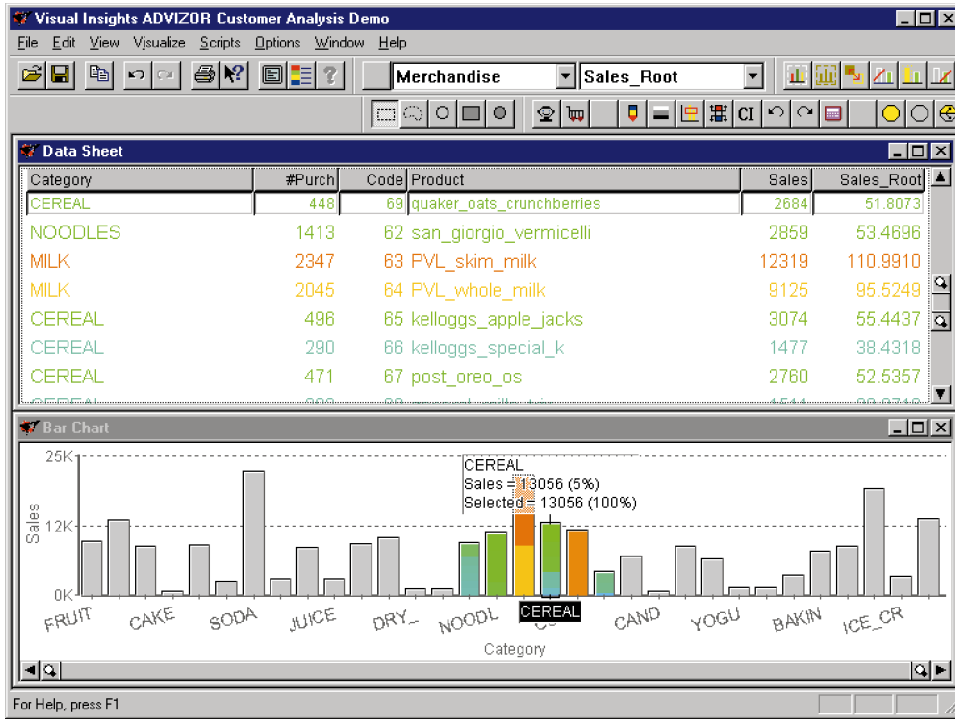 Visual Insights ADVIZOR Customer Analysis Demo
File Edit View Visualize Scripts Options Window Help
Merchandise Sales_Root
CI
Data Sheet
Category #Purch Code Product Sales Sales_Root
CEREAL 448 69 quaker_oats_crunchberries 2684 51.8073
NOODLES 1413 62 san_giorgio_vermicelli 2859 53.4696
MILK 2347 63 PVL_skim_milk 12319 110.9910
MILK 2045 64 PVL_whole_milk 9125 95.5249
CEREAL 496 65 kelloggs_apple_jacks 3074 55.4437
CEREAL 290 66 kelloggs_special_k 1477 38.4318
CEREAL 471 67 post_oreo_os 2760 52.5357
Bar Chart
25K
CEREAL
Sales = 13056 (5%)
Selected = 13056 (100%)
Sales
12K
0K
FRUIT CAKE SODA JUICE DRY_ NOODL CEREAL CAND YOGU BAKIN ICE_CR
Category
For Help, press F1